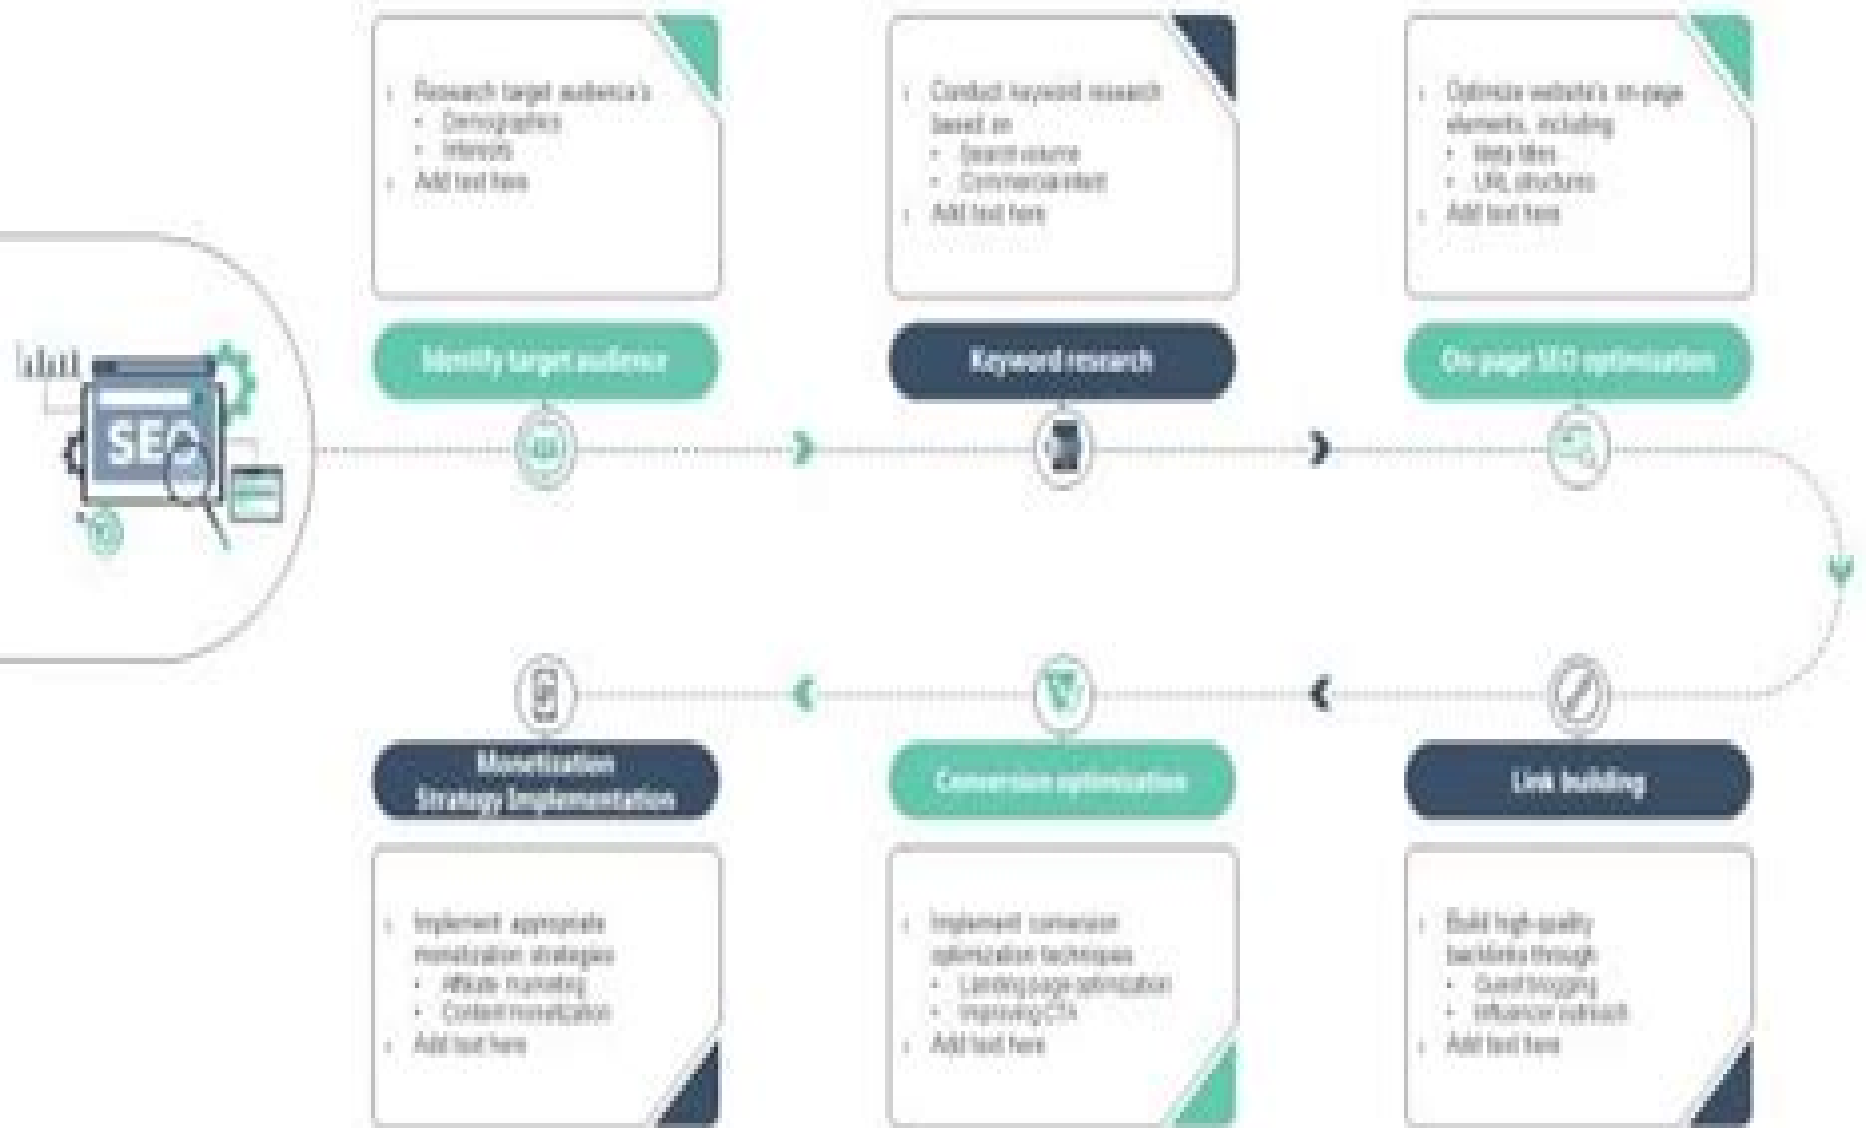 Research target audience's
Demographics
Interests
Add text here
Conduct keyword research
based on
Search volume
Commercial intent
Add text here
Optimize website's on-page
elements, including
Meta titles
URL structures
Add text here
SEO
Identify target audience
Keyword research
On-page SEO optimization
Link building
Conversion optimization
Monetization
Strategy Implementation
Build high-quality
backlinks through
Guest blogging
Influencer outreach
Add text here
Implement conversion
optimization techniques
Landing page optimization
Improving CTA
Add text here
Implement appropriate
monetization strategies
Affiliate marketing
Content monetization
Add text here